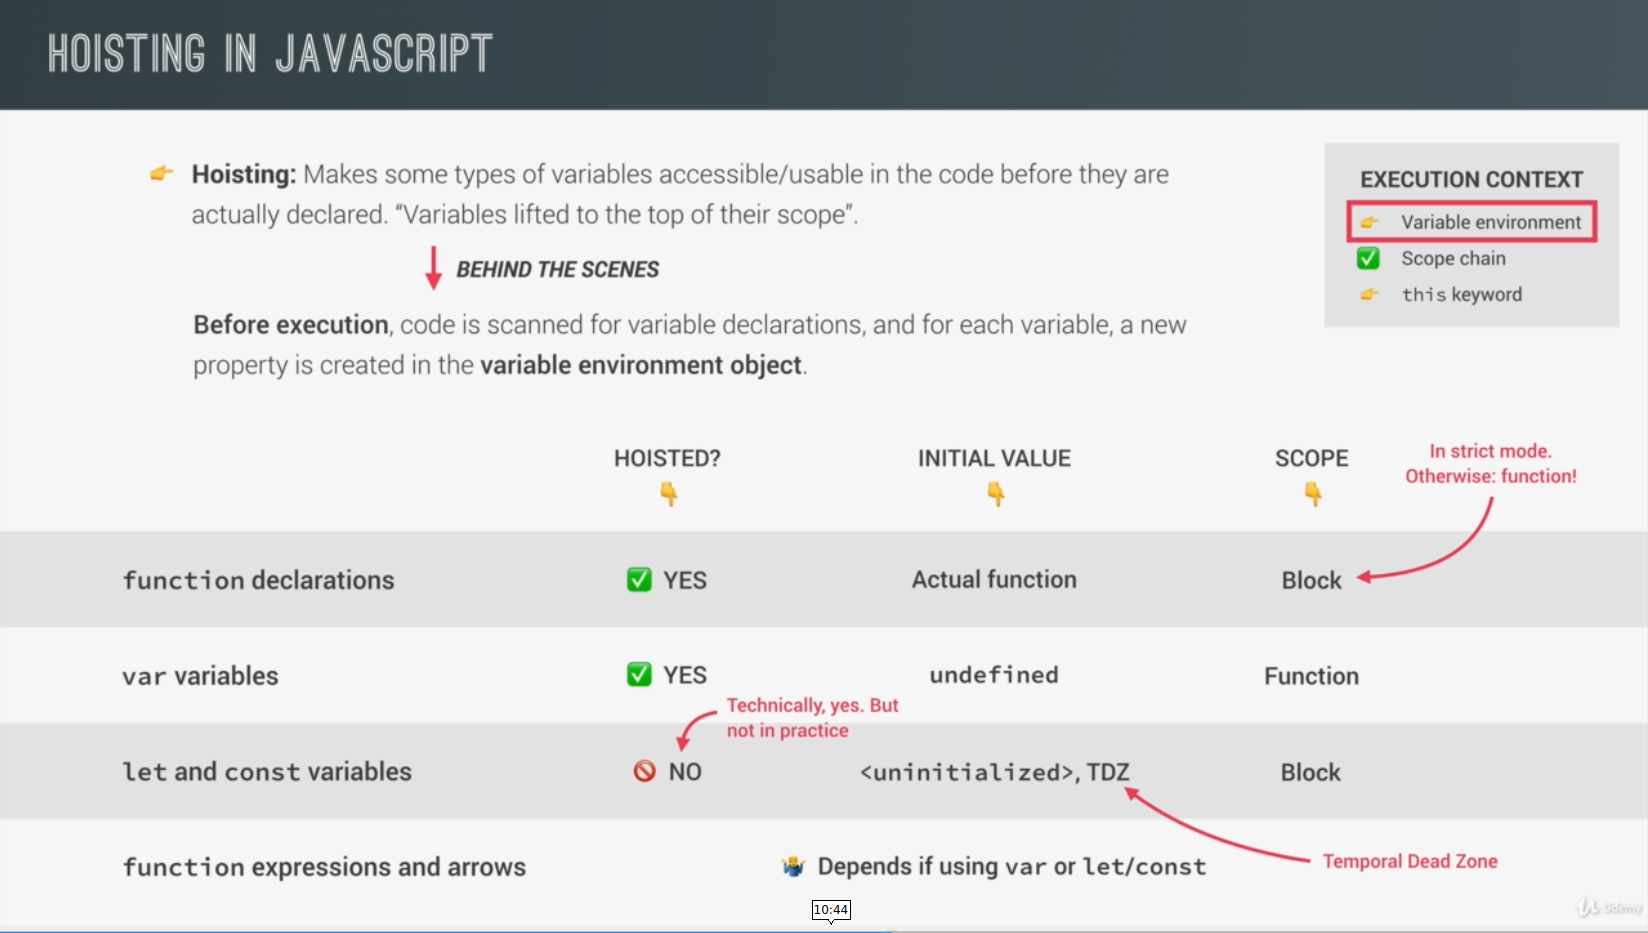 HOISTING IN JAVASCRIPT
Hoisting: Makes some types of variables accessible/usable in the code before they are
actually declared. “Variables lifted to the top of their scope”.
BEHIND THE SCENES
Before execution, code is scanned for variable declarations, and for each variable, a new
property is created in the variable environment object.
EXECUTION CONTEXT
Variable environment
Scope chain
this keyword
HOISTED?
INITIAL VALUE
SCOPE
In strict mode.
Otherwise: function!
function declarations
YES
Actual function
Block
var variables
YES
undefined
Function
Technically, yes. But
not in practice
let and const variables
NO
<uninitialized>, TDZ
Block
Temporal Dead Zone
function expressions and arrows
Depends if using var or let/const
10:44
Udemy